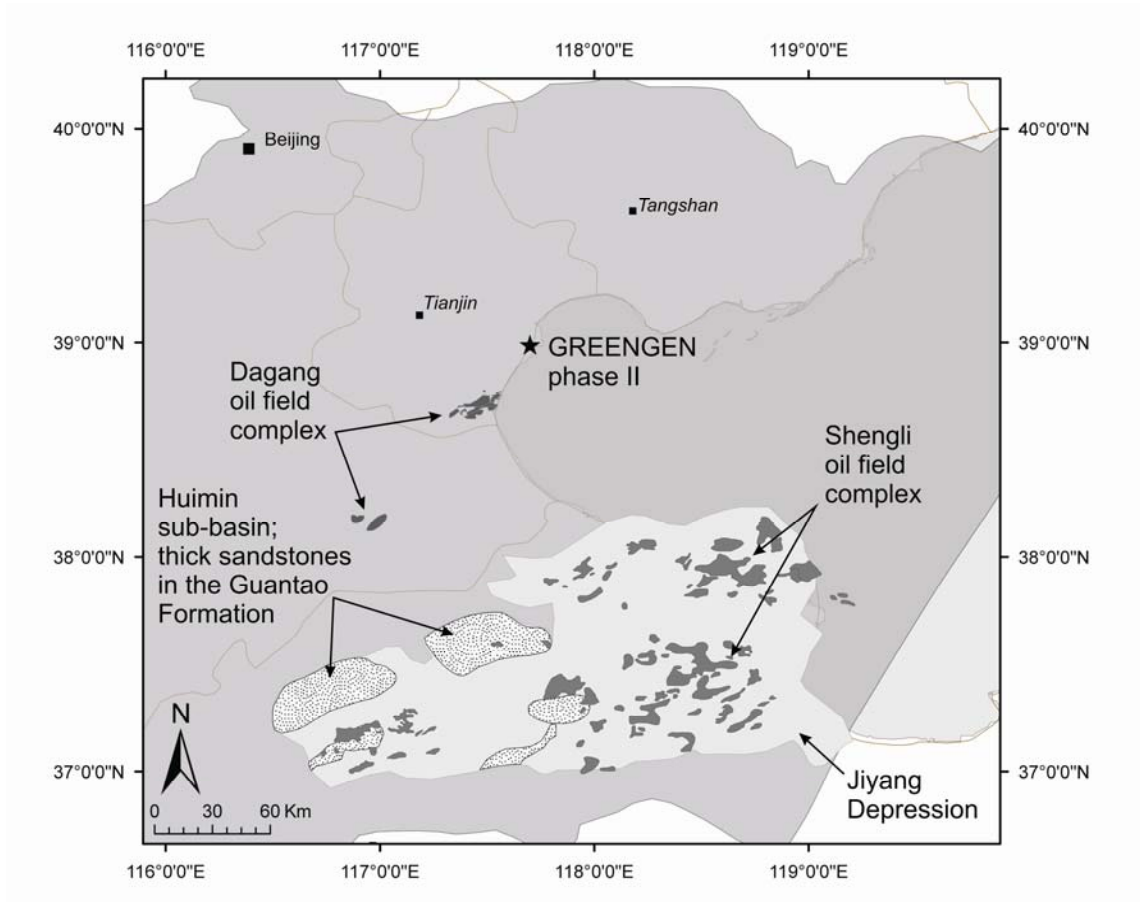 116°0'0"E
117°0'0"E
118°0'0"E
119°0'0"E
40°0'0"N
40°0'0"N
Beijing
Tangshan
Tianjin
39°0'0"N
39°0'0"N
GREENGEN
phase II
Dagang
oil field
complex
Shengli
oil field
complex
Huimin
sub-basin;
thick sandstones
in the Guantao
Formation
38°0'0"N
38°0'0"N
N
37°0'0"N
37°0'0"N
Jiyang
Depression
0 30 60 Km
116°0'0"E
117°0'0"E
118°0'0"E
119°0'0"E